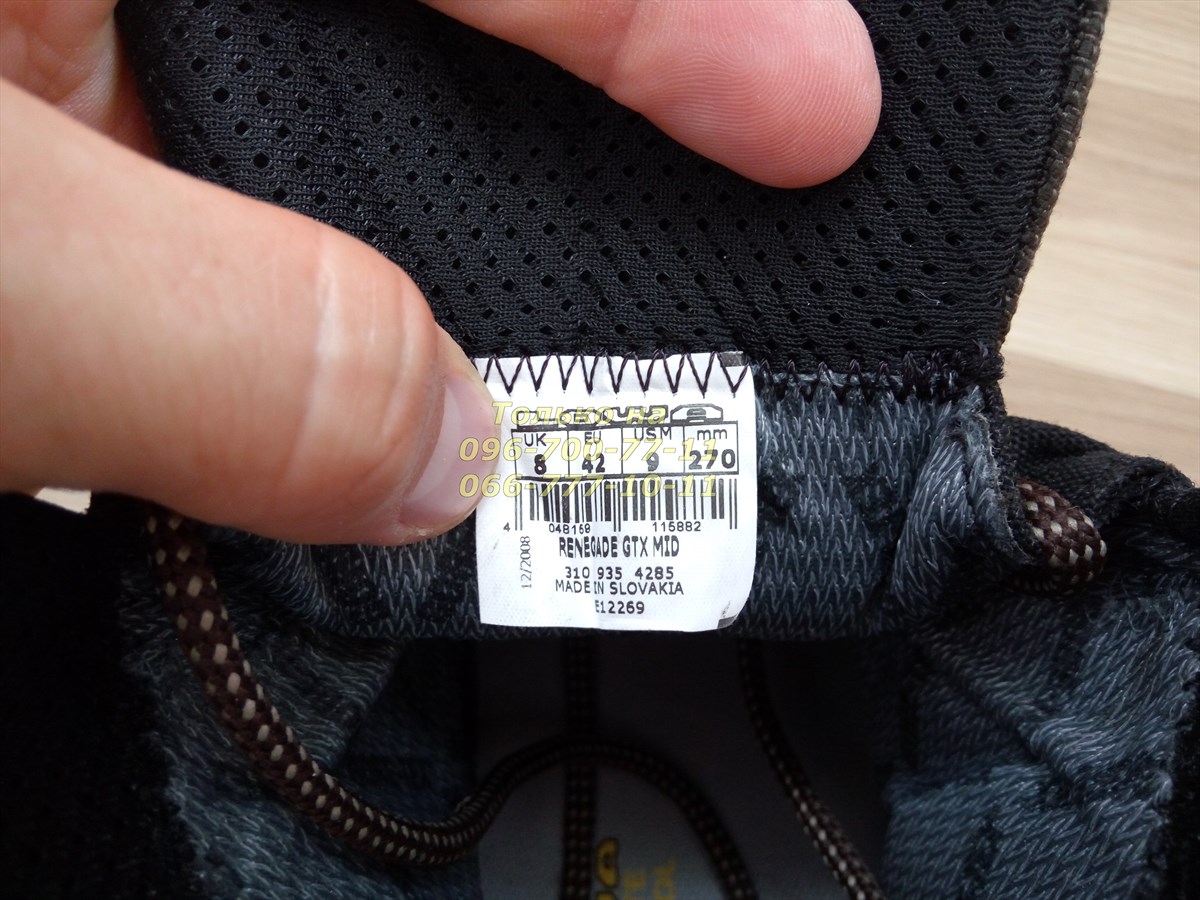 Только на
UK EU USM mm
8 42 9 270
096-700-77-11
066-777-10-11
4 048169 115882
12/2008
RENEGADE GTX MID
310 935 4285
MADE IN SLOVAKIA
E12269